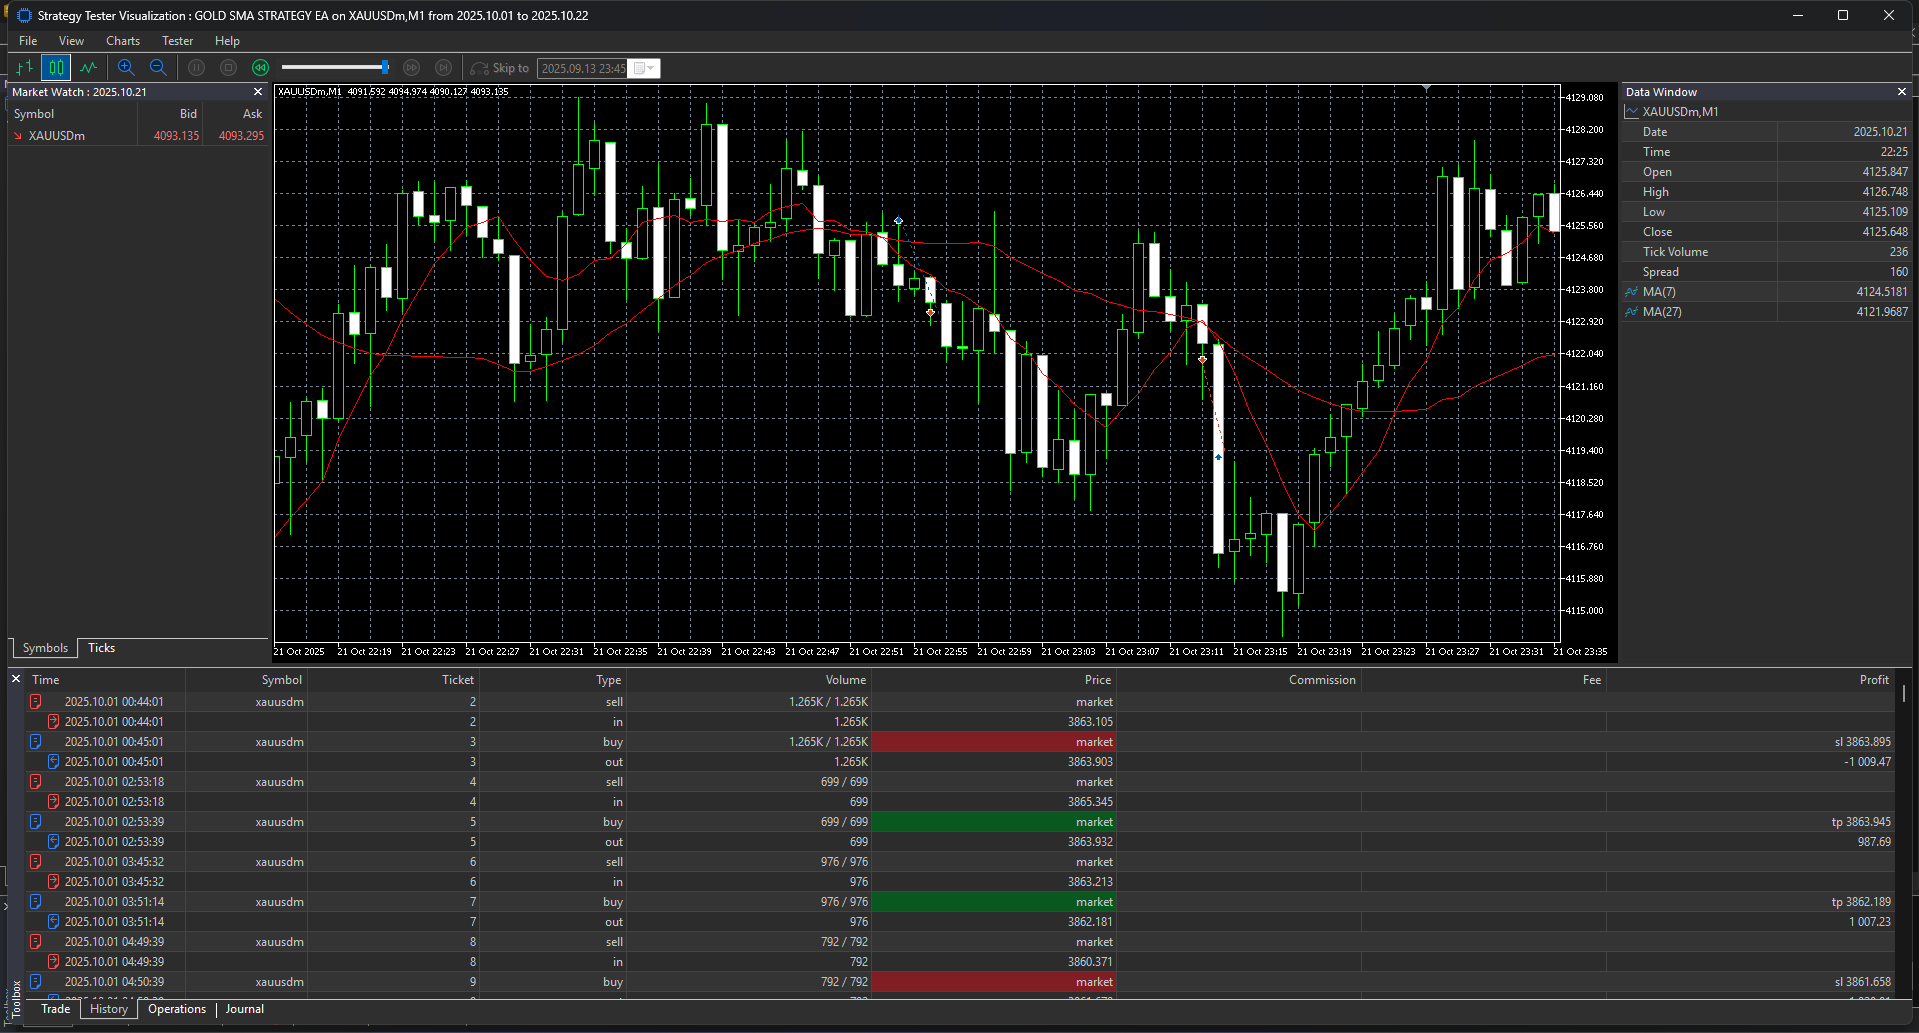 Strategy Tester Visualization : GOLD SMA STRATEGY EA on XAUUSDm,M1 from 2025.10.01 to 2025.10.22
File View Charts Tester Help
Skip to 2025.09.13 23:45
Market Watch : 2025.10.21
Symbol Bid Ask
XAUUSDm 4093.135 4093.295
Symbols Ticks
XAUUSDm,M1 4091.592 4094.974 4090.127 4093.135
4129.080
4128.200
4127.320
4126.440
4125.560
4124.680
4123.800
4122.920
4122.040
4121.160
4120.280
4119.400
4118.520
4117.640
4116.760
4115.880
4115.000
21 Oct 2025 21 Oct 22:19 21 Oct 22:23 21 Oct 22:27 21 Oct 22:31 21 Oct 22:35 21 Oct 22:39 21 Oct 22:43 21 Oct 22:47 21 Oct 22:51 21 Oct 22:55 21 Oct 22:59 21 Oct 23:03 21 Oct 23:07 21 Oct 23:11 21 Oct 23:15 21 Oct 23:19 21 Oct 23:23 21 Oct 23:27 21 Oct 23:31 21 Oct 23:35
Data Window
XAUUSDm,M1
Date 2025.10.21
Time 22:25
Open 4125.847
High 4126.748
Low 4125.109
Close 4125.648
Tick Volume 236
Spread 160
MA(7) 4124.5181
MA(27) 4121.9687
Time Symbol Ticket Type Volume Price Commission Fee Profit
2025.10.01 00:44:01 xauusdm 2 sell 1.265K / 1.265K market
2025.10.01 00:44:01 2 in 1.265K 3863.105
2025.10.01 00:45:01 xauusdm 3 buy 1.265K / 1.265K market sl 3863.895
2025.10.01 00:45:01 3 out 1.265K 3863.903 -1 009.47
2025.10.01 02:53:18 xauusdm 4 sell 699 / 699 market
2025.10.01 02:53:18 4 in 699 3865.345
2025.10.01 02:53:39 xauusdm 5 buy 699 / 699 market tp 3863.945
2025.10.01 02:53:39 5 out 699 3863.932 987.69
2025.10.01 03:45:32 xauusdm 6 sell 976 / 976 market
2025.10.01 03:45:32 6 in 976 3863.213
2025.10.01 03:51:14 xauusdm 7 buy 976 / 976 market tp 3862.189
2025.10.01 03:51:14 7 out 976 3862.181 1 007.23
2025.10.01 04:49:39 xauusdm 8 sell 792 / 792 market
2025.10.01 04:49:39 8 in 792 3860.371
2025.10.01 04:50:39 xauusdm 9 buy 792 / 792 market sl 3861.658
Toolbox
Trade History Operations Journal